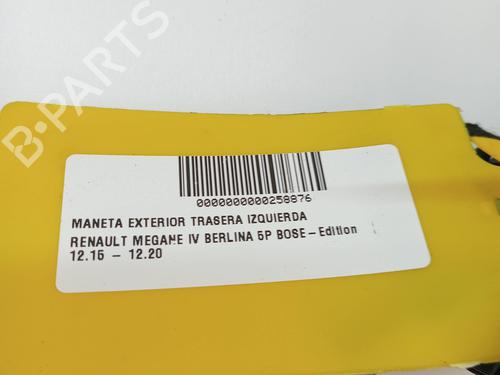 B-PARTS
0000000000258876
MANETA EXTERIOR TRASERA IZQUIERDA
RENAULT MEGANE IV BERLINA 5P BOSE-Edition
12.15 - 12.20